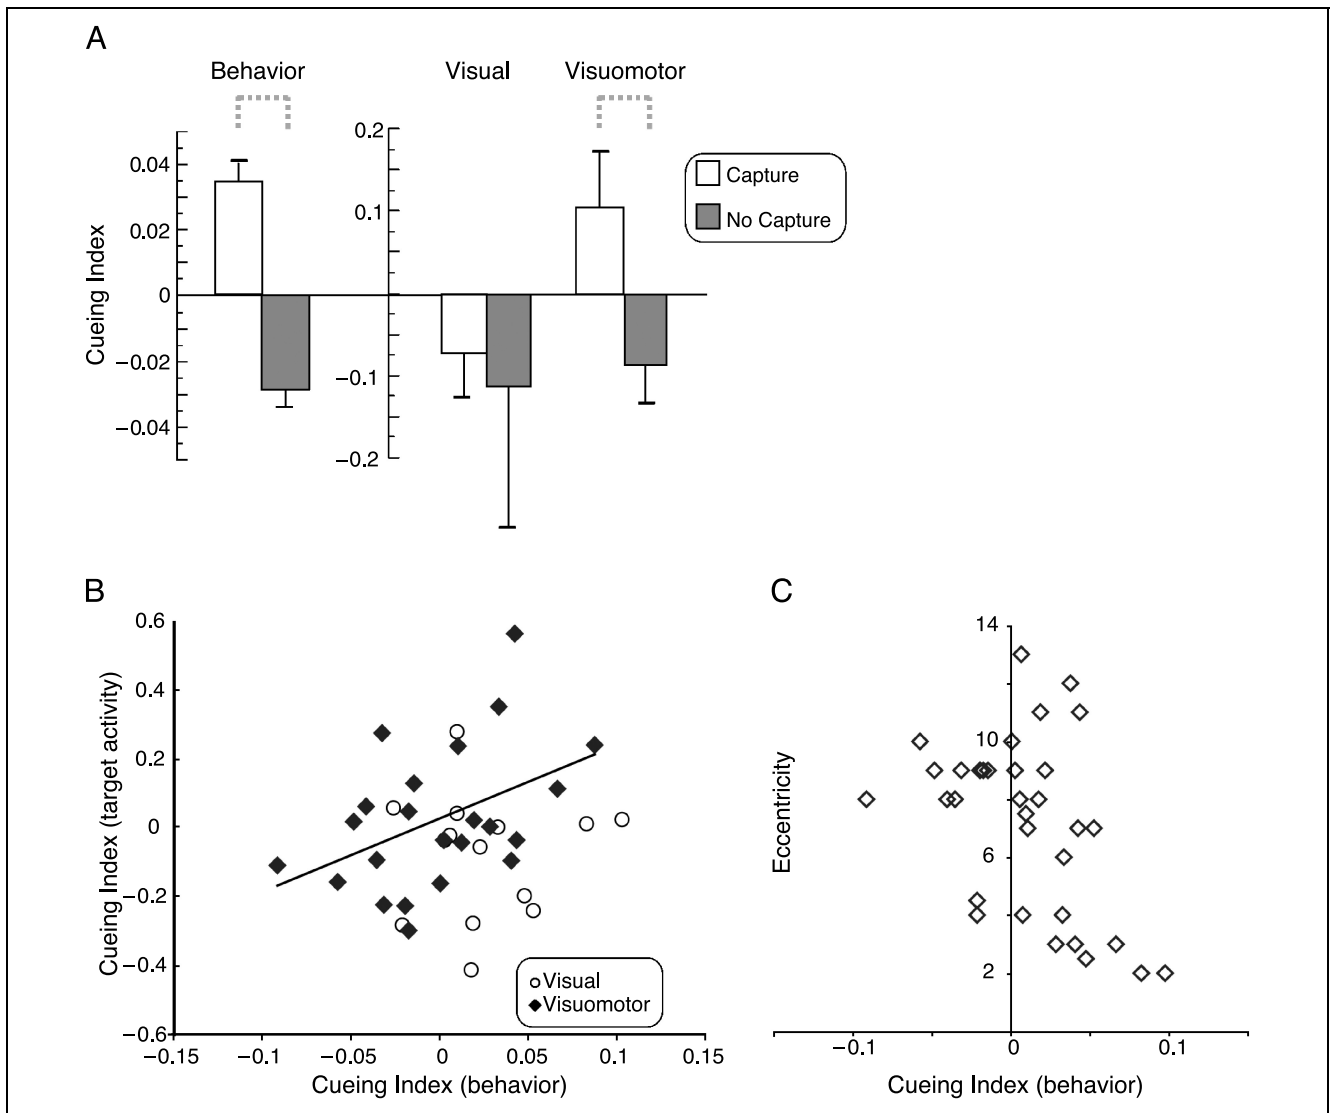 A
Behavior
Visual
Visuomotor
0.04
0.02
0
−0.02
−0.04
Cueing Index
0.2
0.1
−0.1
−0.2
Capture
No Capture
B
0.6
0.4
0.2
0
−0.2
−0.4
−0.6
Cueing Index (target activity)
−0.15
−0.1
−0.05
0
0.05
0.1
0.15
Cueing Index (behavior)
Visual
Visuomotor
C
14
10
6
2
Eccentricity
−0.1
0
0.1
Cueing Index (behavior)